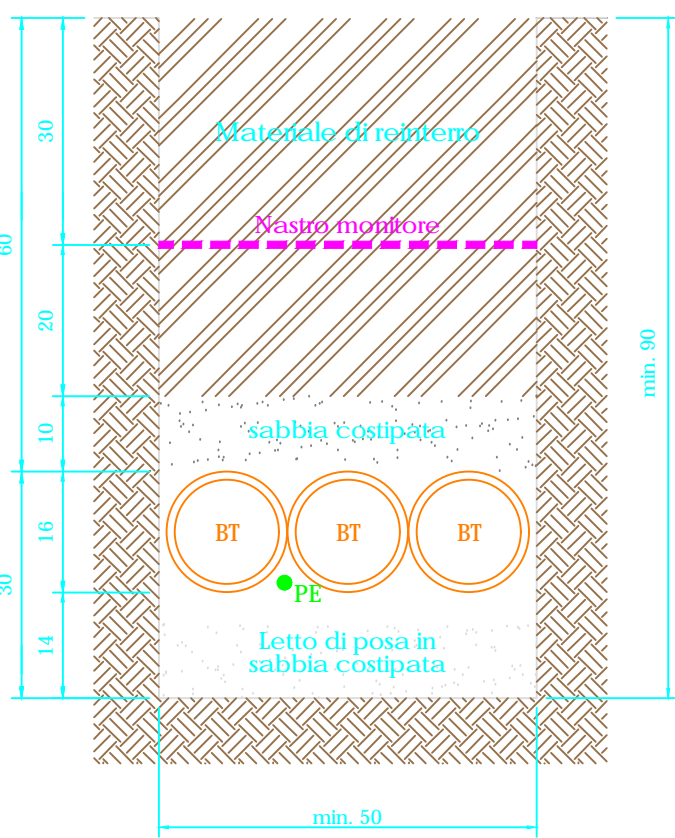 30
Materiale di reinterro
Nastro monitore
60
20
min. 90
10
sabbia costipata
16
BT
BT
BT
30
PE
14
Letto di posa in
sabbia costipata
min. 50